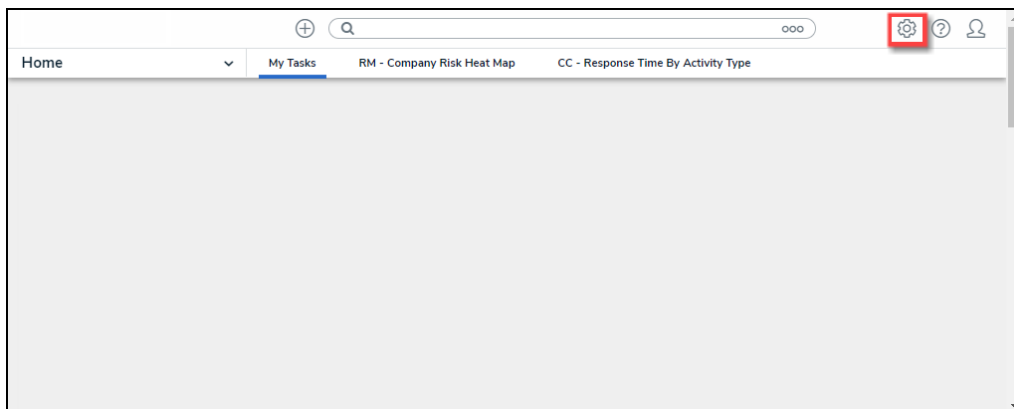 Home
My Tasks RM - Company Risk Heat Map CC - Response Time By Activity Type